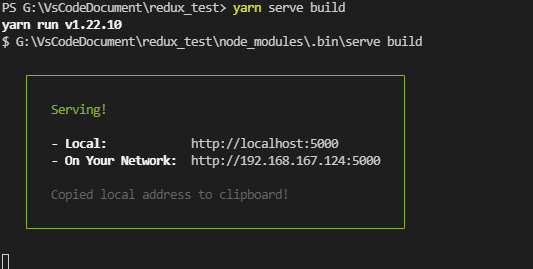 PS G:\VsCodeDocument\redux_test> yarn serve build
yarn run v1.22.10
$ G:\VsCodeDocument\redux_test\node_modules\.bin\serve build
Serving!
- Local: http://localhost:5000
- On Your Network: http://192.168.167.124:5000
Copied local address to clipboard!